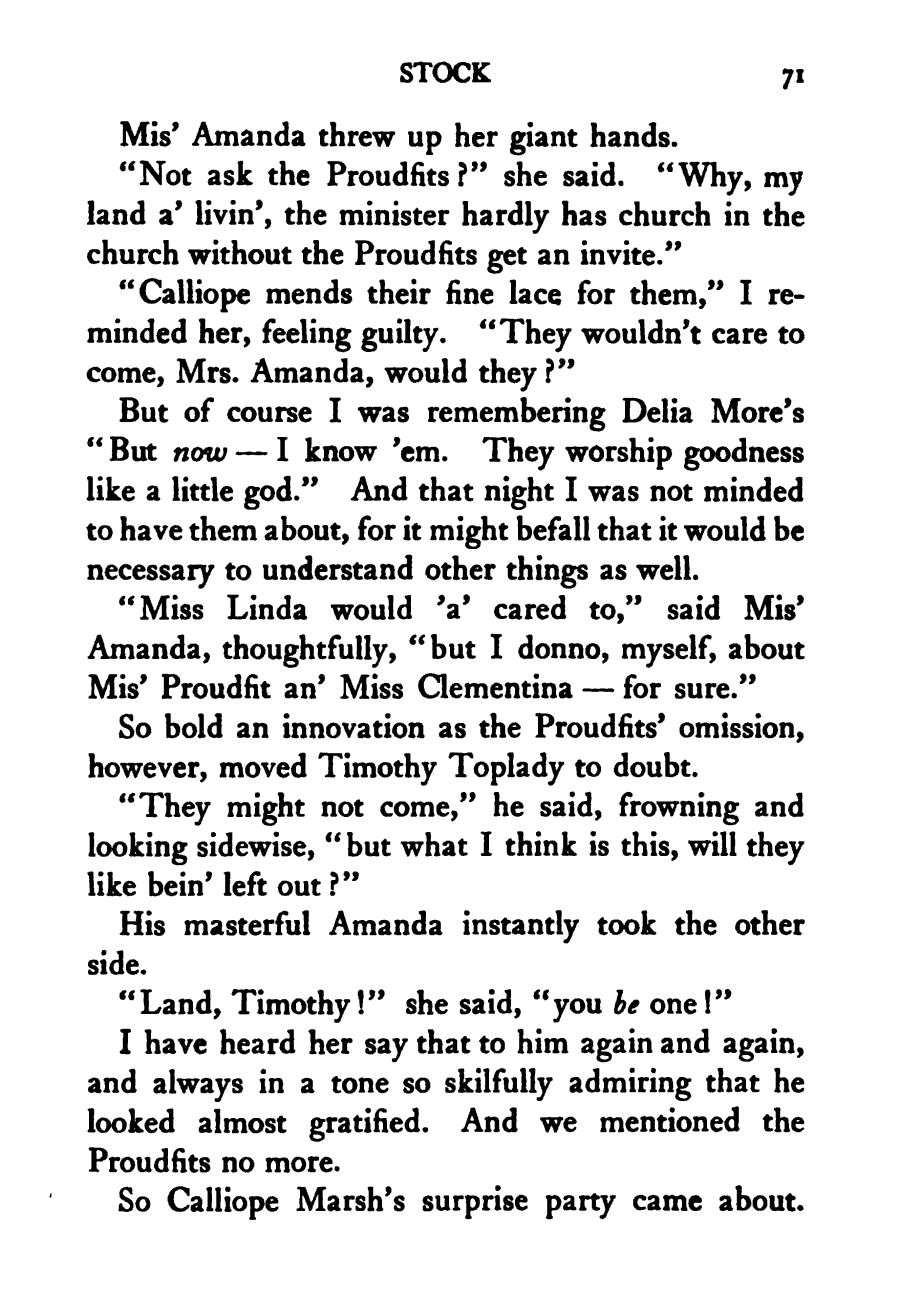 STOCK 71
Mis' Amanda threw up her giant hands.
"Not ask the Proudfits?" she said. "Why, my
land a' livin', the minister hardly has church in the
church without the Proudfits get an invite."
"Calliope mends their fine lace for them," I re-
minded her, feeling guilty. "They wouldn't care to
come, Mrs. Amanda, would they?"
But of course I was remembering Delia More's
"But now — I know 'em. They worship goodness
like a little god." And that night I was not minded
to have them about, for it might befall that it would be
necessary to understand other things as well.
"Miss Linda would 'a' cared to," said Mis'
Amanda, thoughtfully, "but I donno, myself, about
Mis' Proudfit an' Miss Clementina — for sure."
So bold an innovation as the Proudfits' omission,
however, moved Timothy Toplady to doubt.
"They might not come," he said, frowning and
looking sidewise, "but what I think is this, will they
like bein' left out?"
His masterful Amanda instantly took the other
side.
"Land, Timothy!" she said, "you be one!"
I have heard her say that to him again and again,
and always in a tone so skilfully admiring that he
looked almost gratified. And we mentioned the
Proudfits no more.
So Calliope Marsh's surprise party came about.